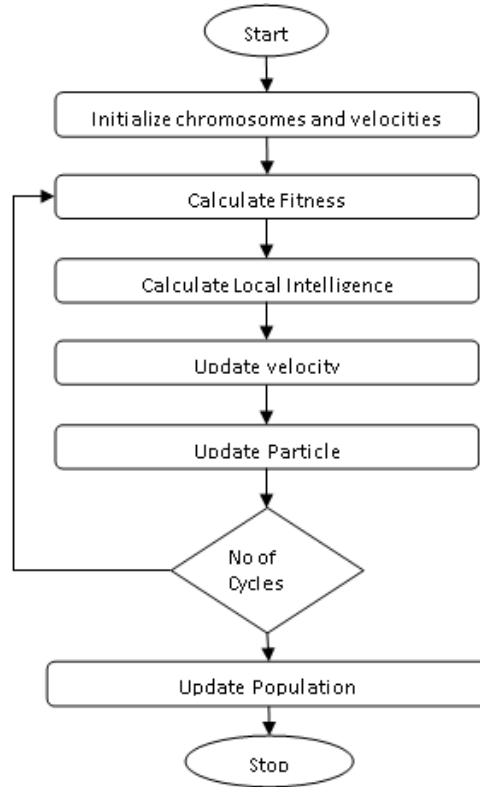 Start
Initialize chromosomes and velocities
Calculate Fitness
Calculate Local Intelligence
Update velocity
Update Particle
No of
Cycles
Update Population
Stop